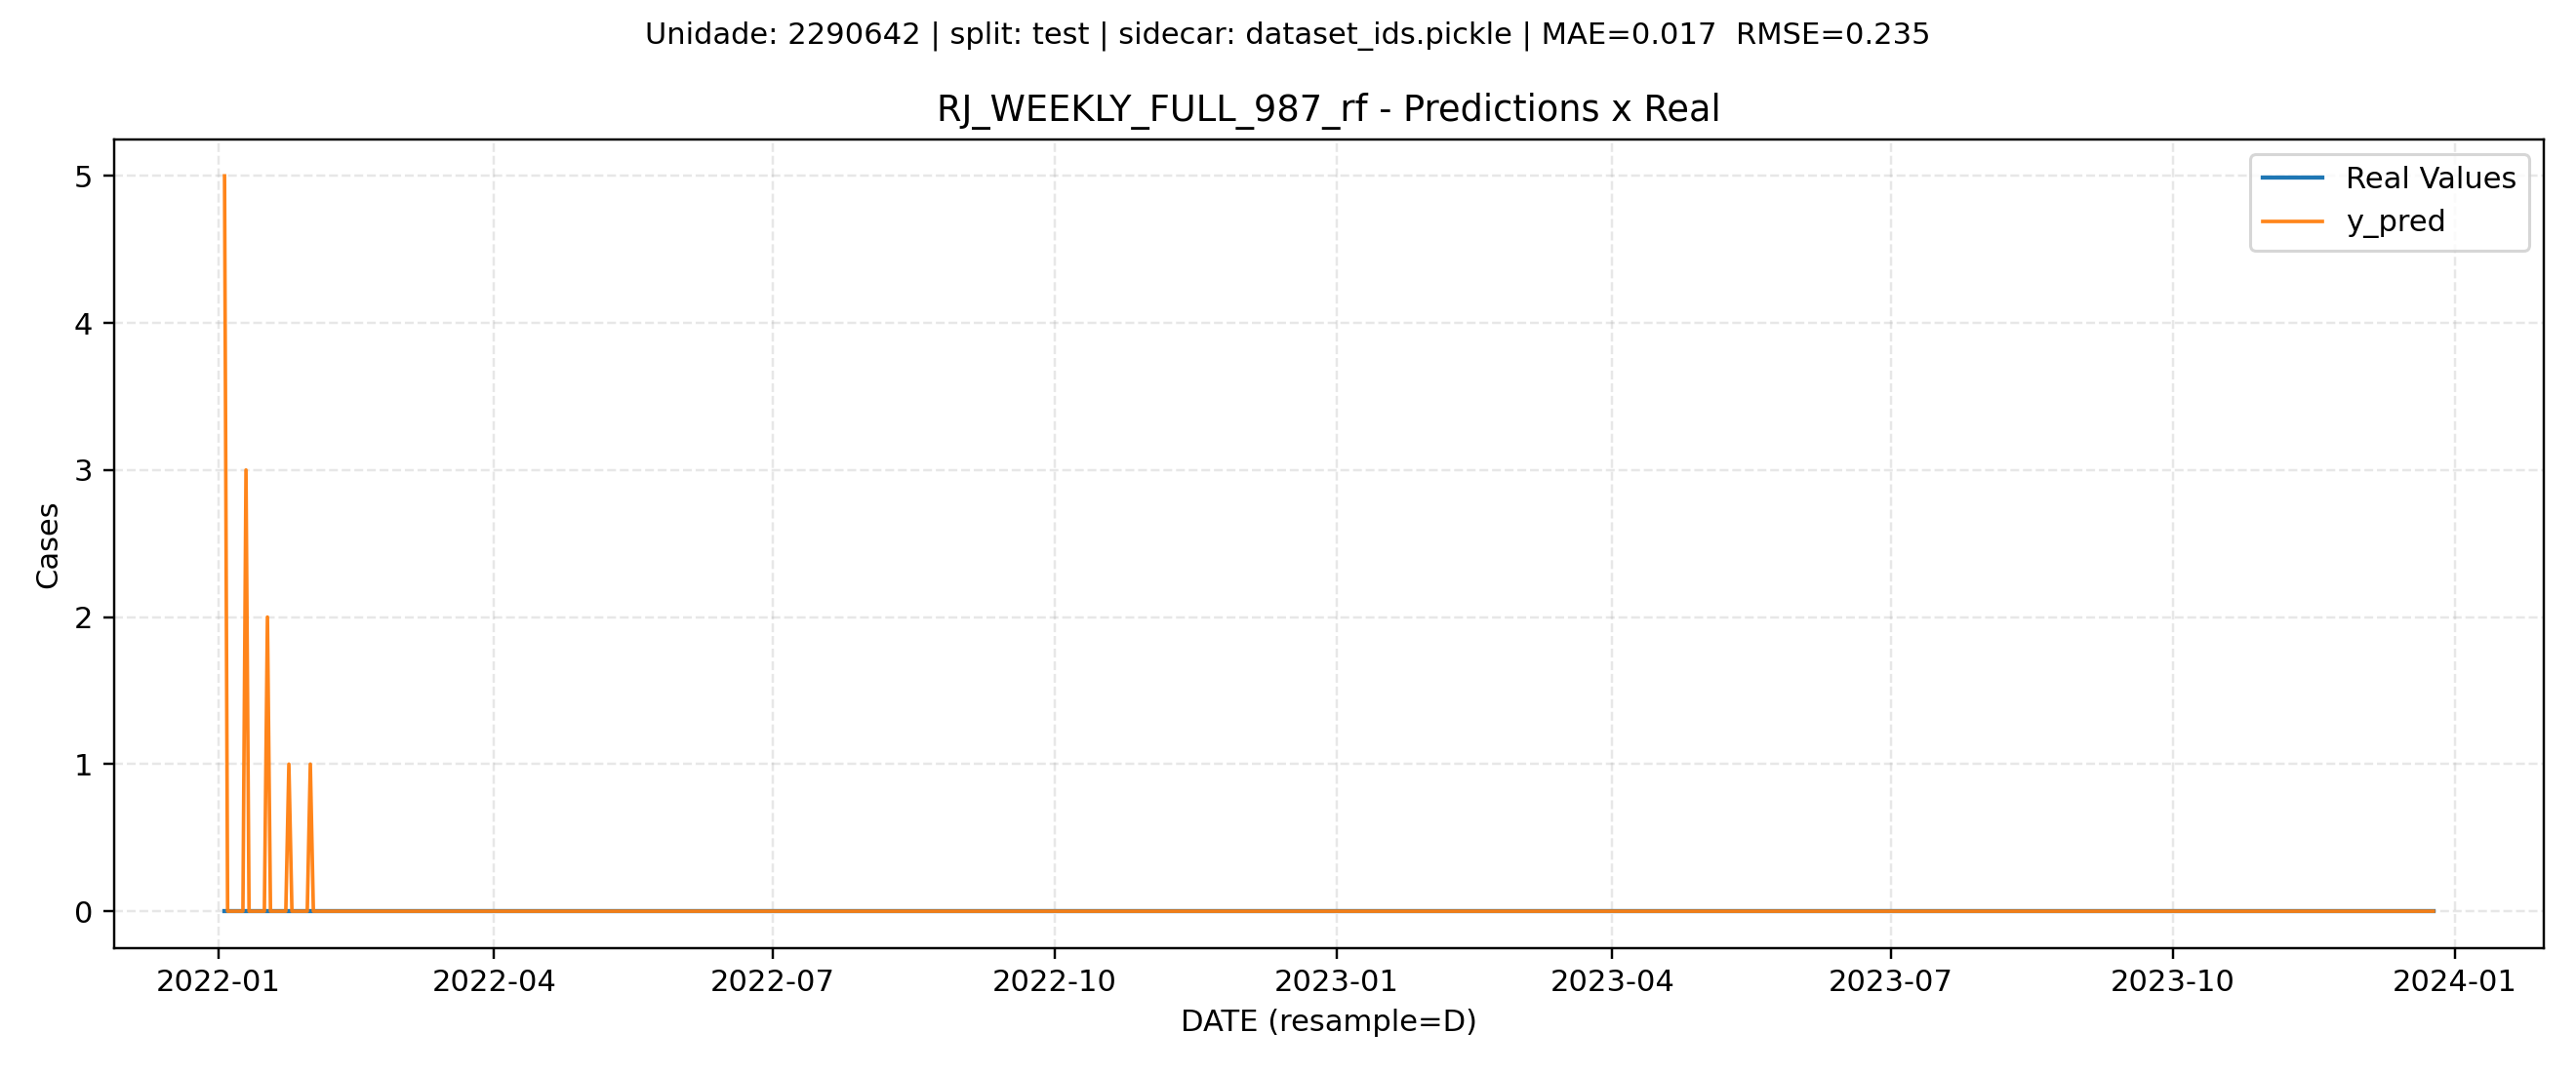 Unidade: 2290642 | split: test | sidecar: dataset_ids.pickle | MAE=0.017  RMSE=0.235
RJ_WEEKLY_FULL_987_rf - Predictions x Real
Real Values
y_pred
5
4
3
2
1
0
Cases
2022-01
2022-04
2022-07
2022-10
2023-01
2023-04
2023-07
2023-10
2024-01
DATE (resample=D)